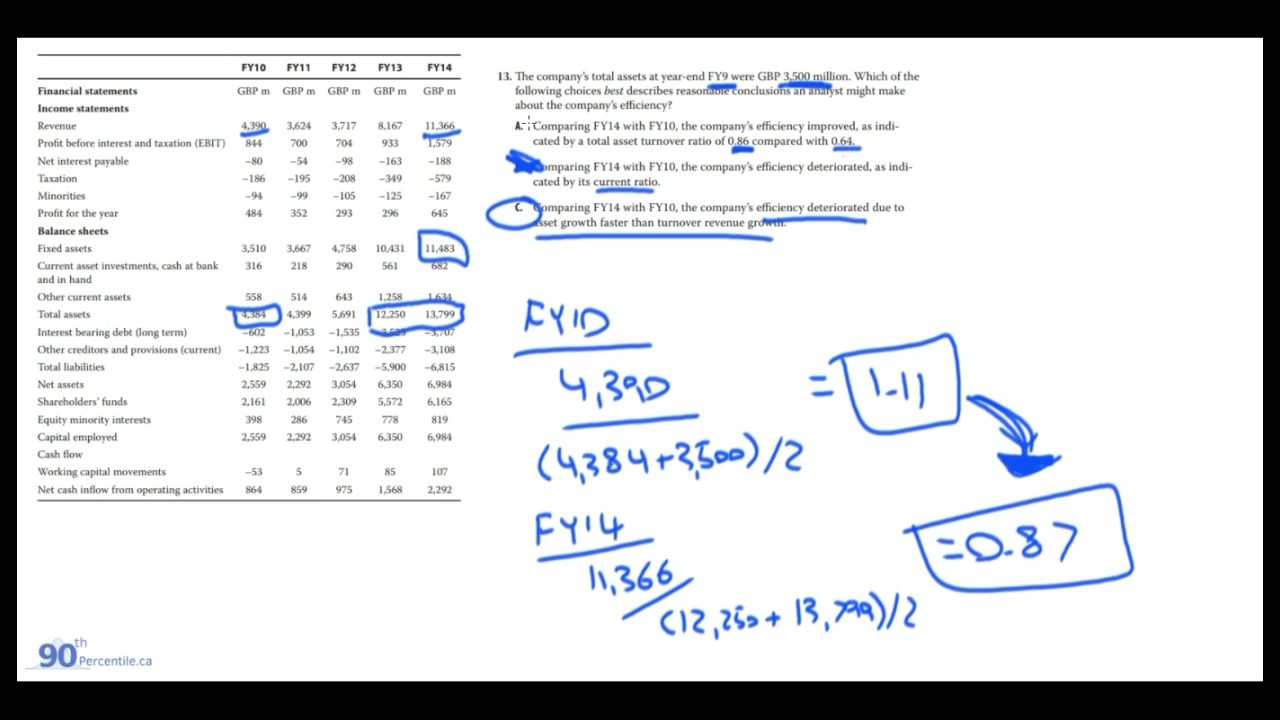 FY10 FY11 FY12 FY13 FY14
Financial statements GBP m GBP m GBP m GBP m GBP m
Income statements
Revenue 4,390 3,624 3,717 8,167 11,366
Profit before interest and taxation (EBIT) 844 700 704 933 1,579
Net interest payable –80 –54 –98 –163 –188
Taxation –186 –195 –208 –349 –579
Minorities –94 –99 –105 –125 –167
Profit for the year 484 352 293 296 645
Balance sheets
Fixed assets 3,510 3,667 4,758 10,431 11,483
Current asset investments, cash at bank 316 218 290 561 682
and in hand
Other current assets 558 514 643 1,258 1,634
Total assets 4,384 4,399 5,691 12,250 13,799
Interest bearing debt (long term) –602 –1,053 –1,535 –3,523 –3,707
Other creditors and provisions (current) –1,223 –1,054 –1,102 –2,377 –3,108
Total liabilities –1,825 –2,107 –2,637 –5,900 –6,815
Net assets 2,559 2,292 3,054 6,350 6,984
Shareholders' funds 2,161 2,006 2,309 5,572 6,165
Equity minority interests 398 286 745 778 819
Capital employed 2,559 2,292 3,054 6,350 6,984
Cash flow
Working capital movements –53 5 71 85 107
Net cash inflow from operating activities 864 859 975 1,568 2,292
13. The company's total assets at year-end FY9 were GBP 3,500 million. Which of the
following choices best describes reasonable conclusions an analyst might make
about the company's efficiency?
A. Comparing FY14 with FY10, the company's efficiency improved, as indi-
cated by a total asset turnover ratio of 0.86 compared with 0.64.
Comparing FY14 with FY10, the company's efficiency deteriorated, as indi-
cated by its current ratio.
C. Comparing FY14 with FY10, the company's efficiency deteriorated due to
asset growth faster than turnover revenue growth.
FY10
4,390
(4,384+3,500)/2
= 1.11
FY14
11,366
(12,250+13,799)/2
=0.87
90th
Percentile.ca